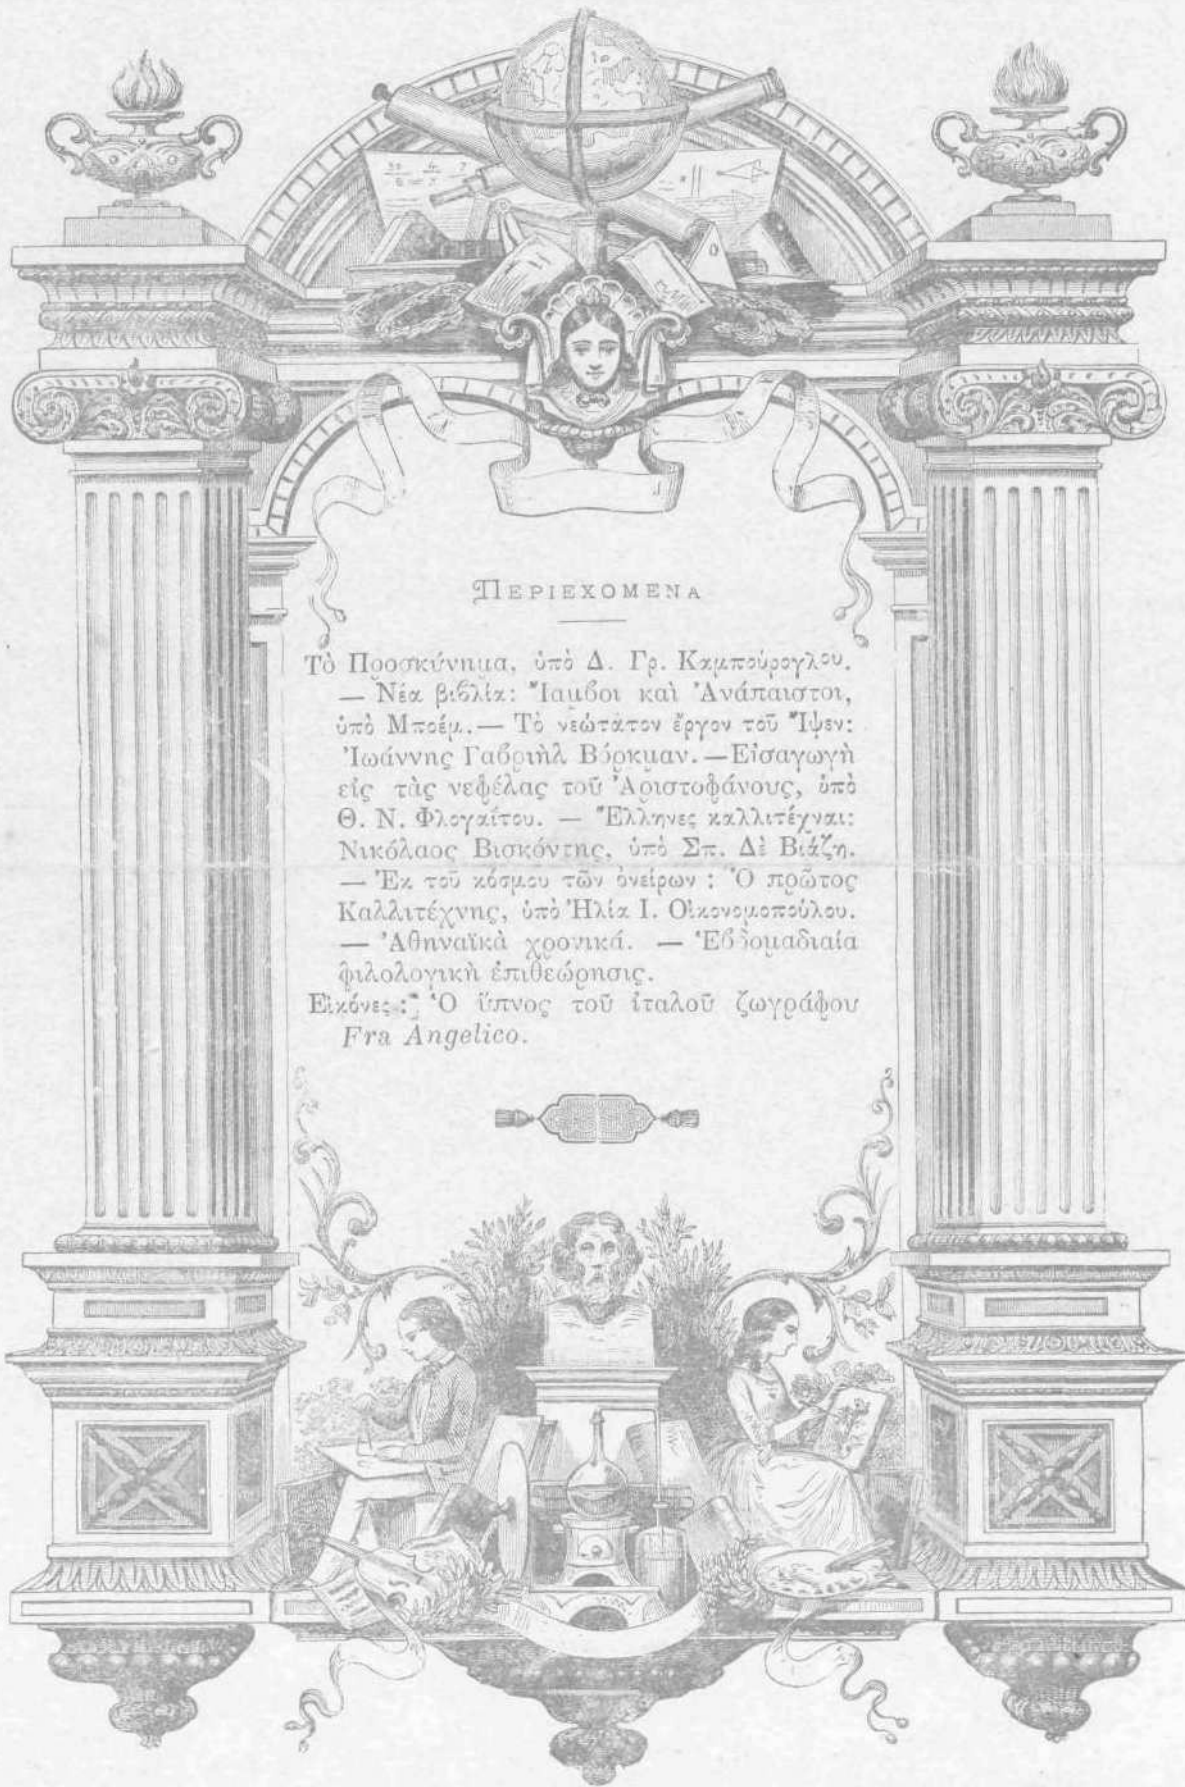 ΠΕΡΙΕΧΟΜΕΝΑ
Τὸ Προσκύνημα, ὑπὸ Δ. Γρ. Καμπούρογλου.
— Νέα βιβλία: Ἴαμβοι καὶ Ἀνάπαιστοι,
ὑπὸ Μποέμ. — Τὸ νεώτατον ἔργον τοῦ Ἴψεν:
Ἰωάννης Γαβριὴλ Βόρκμαν. — Εἰσαγωγὴ
εἰς τὰς νεφέλας τοῦ Ἀριστοφάνους, ὑπὸ
Θ. Ν. Φλογαΐτου. — Ἕλληνες καλλιτέχναι:
Νικόλαος Βισκόντης, ὑπὸ Σπ. Δὲ Βιάζη.
— Ἐκ τοῦ κόσμου τῶν ὀνείρων : Ὁ πρῶτος
Καλλιτέχνης, ὑπὸ Ἠλία Ι. Οἰκονομοπούλου.
— Ἀθηναϊκὰ χρονικά. — Ἑβδομαδιαία
φιλολογικὴ ἐπιθεώρησις.
Εἰκόνες : Ὁ ὕπνος τοῦ ἰταλοῦ ζωγράφου
Fra Angelico.